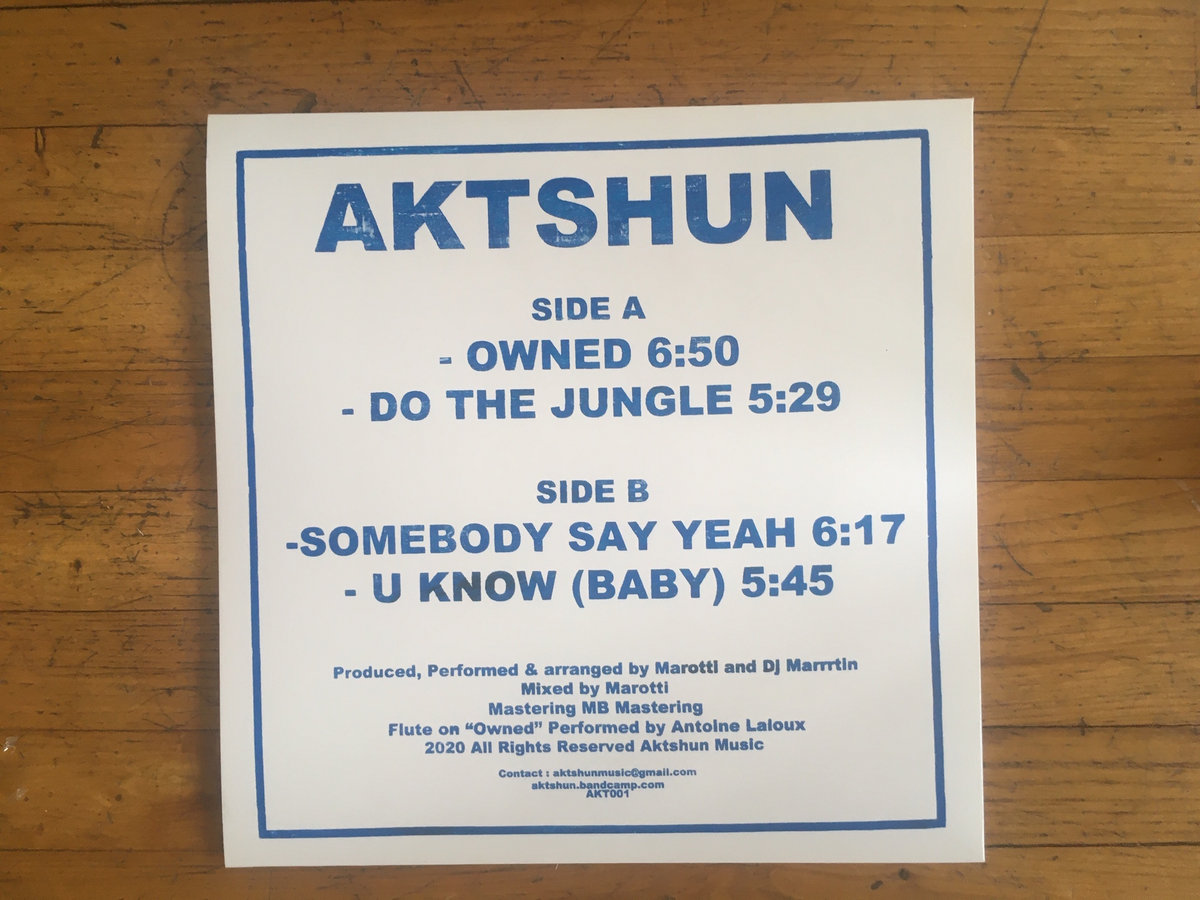 AKTSHUN
SIDE A
- OWNED 6:50
- DO THE JUNGLE 5:29
SIDE B
-SOMEBODY SAY YEAH 6:17
- U KNOW (BABY) 5:45
Produced, Performed & arranged by Marotti and Dj Marrrtin
Mixed by Marotti
Mastering MB Mastering
Flute on “Owned” Performed by Antoine Laloux
2020 All Rights Reserved Aktshun Music
Contact : aktshunmusic@gmail.com
aktshun.bandcamp.com
AKT001